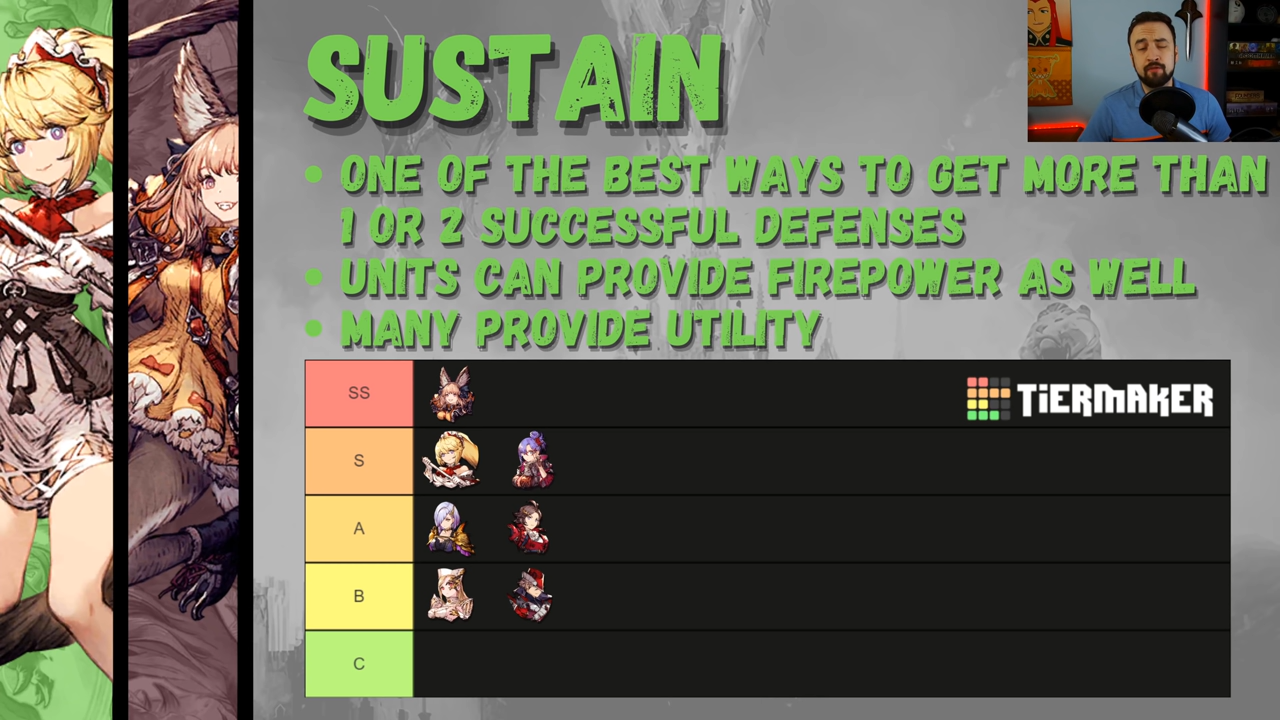 SUSTAIN
• ONE OF THE BEST WAYS TO GET MORE THAN
1 OR 2 SUCCESSFUL DEFENSES
• UNITS CAN PROVIDE FIREPOWER AS WELL
• MANY PROVIDE UTILITY
SS
TiERMAKER
S
A
B
C